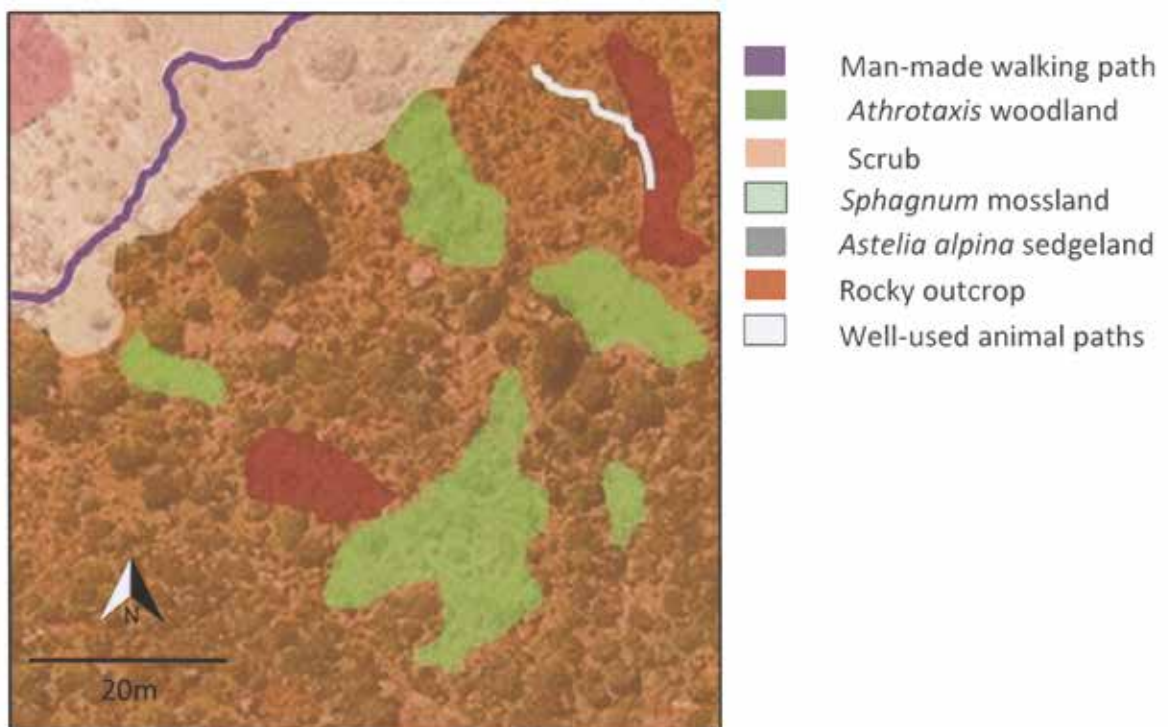 Man-made walking path
Athrotaxis woodland
Scrub
Sphagnum mossland
Astelia alpina sedgeland
Rocky outcrop
Well-used animal paths
N
20m